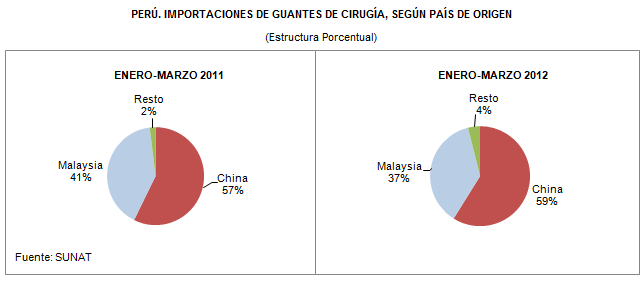 PERÚ. IMPORTACIONES DE GUANTES DE CIRUGÍA, SEGÚN PAÍS DE ORIGEN
(Estructura Porcentual)
ENERO-MARZO 2011
Resto
2%
Malaysia
41%
China
57%
Fuente: SUNAT
ENERO-MARZO 2012
Resto
4%
Malaysia
37%
China
59%